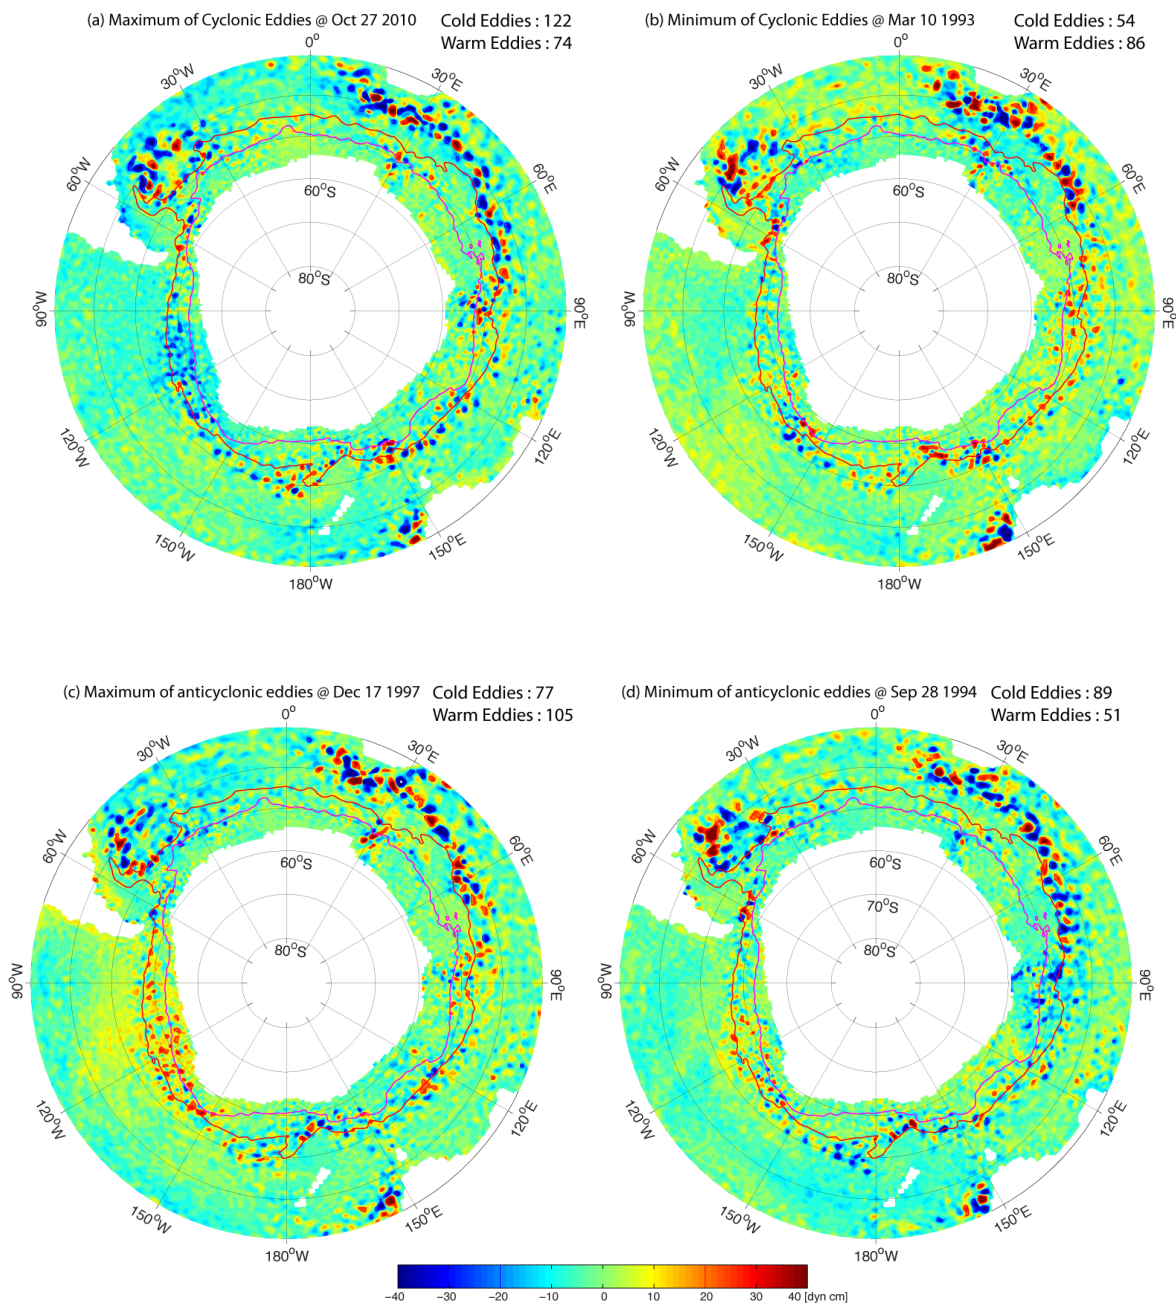 (a) Maximum of Cyclonic Eddies @ Oct 27 2010
Cold Eddies : 122
Warm Eddies : 74
0°
30°W
30°E
60°W
60°E
60°S
80°S
90°W
90°E
120°W
120°E
150°W
150°E
180°W
(b) Minimum of Cyclonic Eddies @ Mar 10 1993
Cold Eddies : 54
Warm Eddies : 86
0°
30°W
30°E
60°W
60°E
60°S
80°S
90°W
90°E
120°W
120°E
150°W
150°E
180°W
(c) Maximum of anticyclonic eddies @ Dec 17 1997
Cold Eddies : 77
Warm Eddies : 105
0°
30°W
30°E
60°W
60°E
60°S
80°S
90°W
90°E
120°W
120°E
150°W
150°E
180°W
(d) Minimum of anticyclonic eddies @ Sep 28 1994
Cold Eddies : 89
Warm Eddies : 51
0°
30°W
30°E
60°W
60°E
60°S
70°S
80°S
90°W
90°E
120°W
120°E
150°W
150°E
180°W
−40 −30 −20 −10 0 10 20 30 40 [dyn cm]